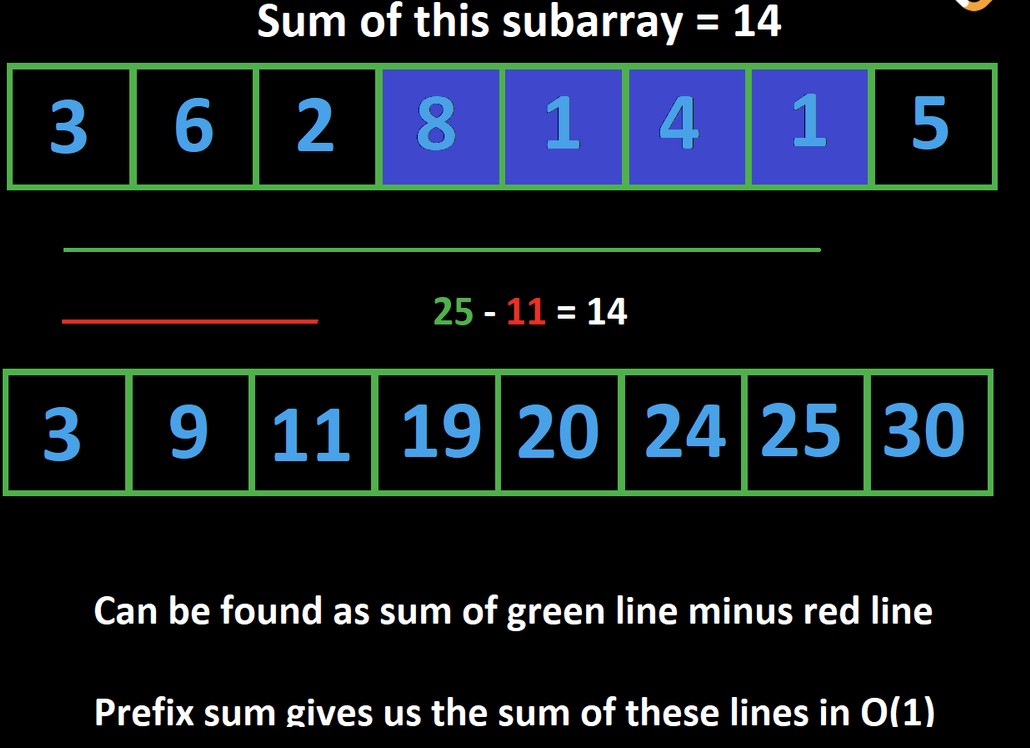 Sum of this subarray = 14
3 6 2 8 1 4 1 5
25 - 11 = 14
3 9 11 19 20 24 25 30
Can be found as sum of green line minus red line
Prefix sum gives us the sum of these lines in O(1)